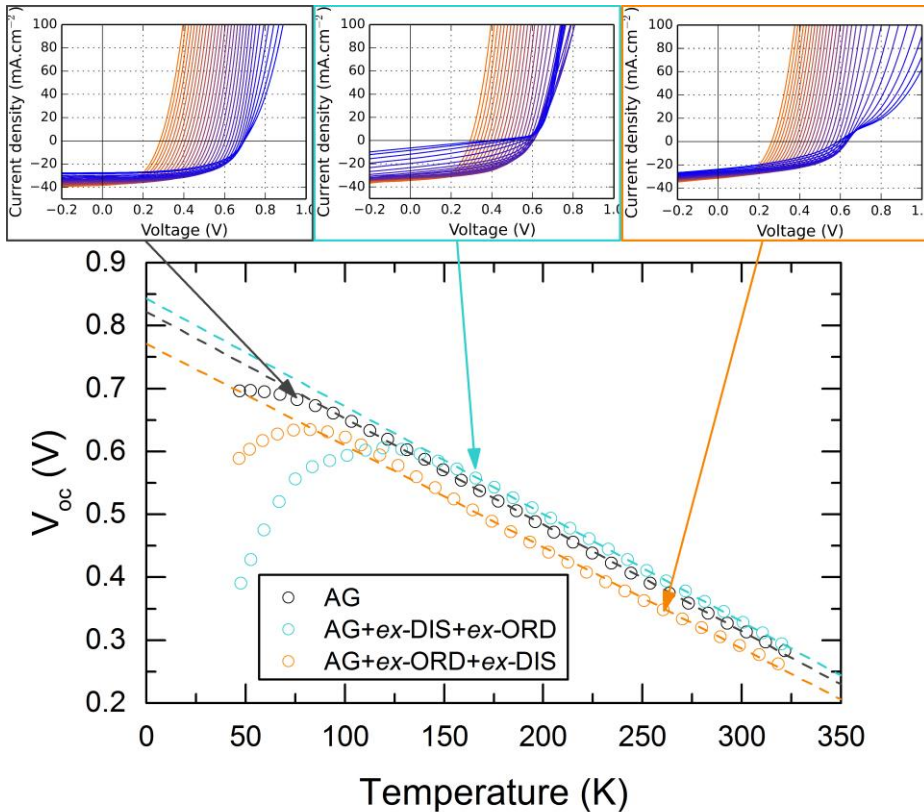 Current density (mA.cm⁻²)
100
80
60
40
20
0
−20
−40
−0.2 0.0 0.2 0.4 0.6 0.8 1.0
Voltage (V)
Current density (mA.cm⁻²)
100
80
60
40
20
0
−20
−40
−0.2 0.0 0.2 0.4 0.6 0.8 1.0
Voltage (V)
Current density (mA.cm⁻²)
100
80
60
40
20
0
−20
−40
−0.2 0.0 0.2 0.4 0.6 0.8 1.0
Voltage (V)
V_oc (V)
0.9
0.8
0.7
0.6
0.5
0.4
0.3
0.2
AG
AG+ex-DIS+ex-ORD
AG+ex-ORD+ex-DIS
0 50 100 150 200 250 300 350
Temperature (K)